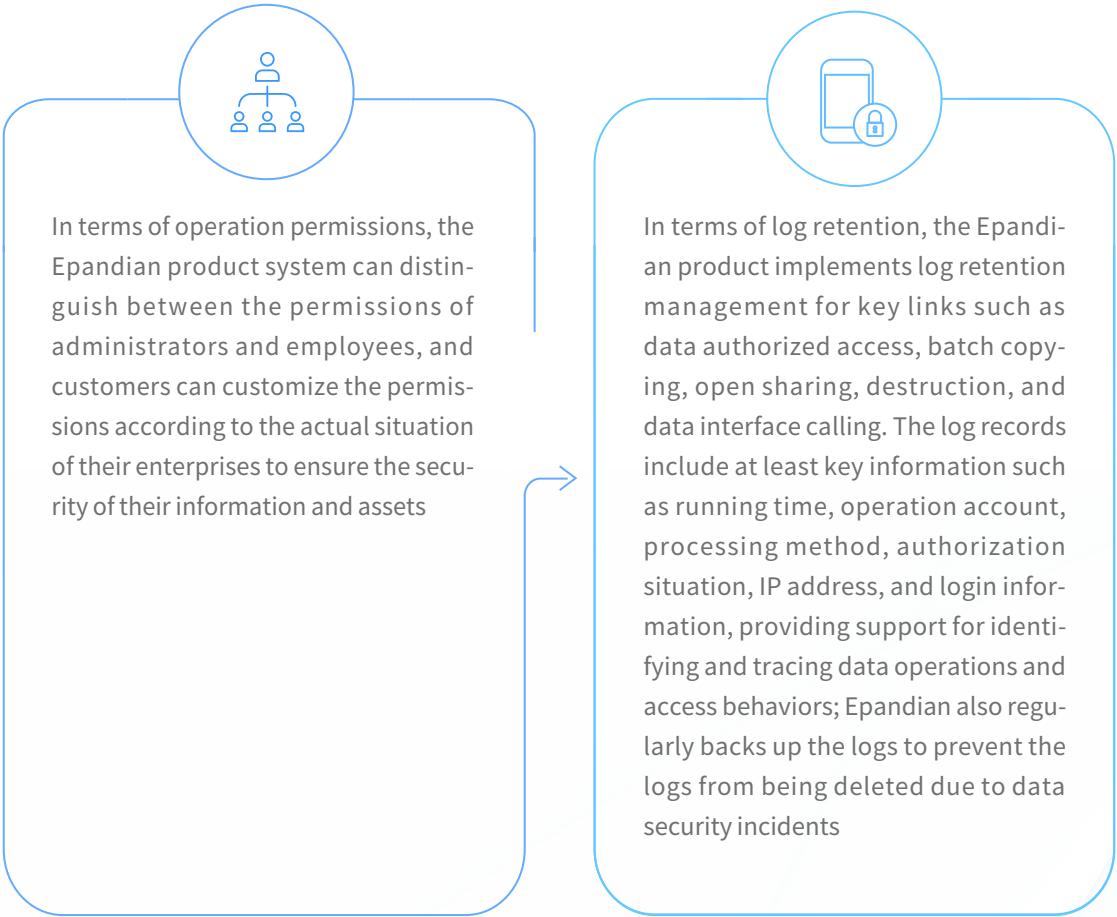 In terms of operation permissions, the
Epandian product system can distin-
guish between the permissions of
administrators and employees, and
customers can customize the permis-
sions according to the actual situation
of their enterprises to ensure the secu-
rity of their information and assets
In terms of log retention, the Epandi-
an product implements log retention
management for key links such as
data authorized access, batch copy-
ing, open sharing, destruction, and
data interface calling. The log records
include at least key information such
as running time, operation account,
processing method, authorization
situation, IP address, and login infor-
mation, providing support for identi-
fying and tracing data operations and
access behaviors; Epandian also regu-
larly backs up the logs to prevent the
logs from being deleted due to data
security incidents